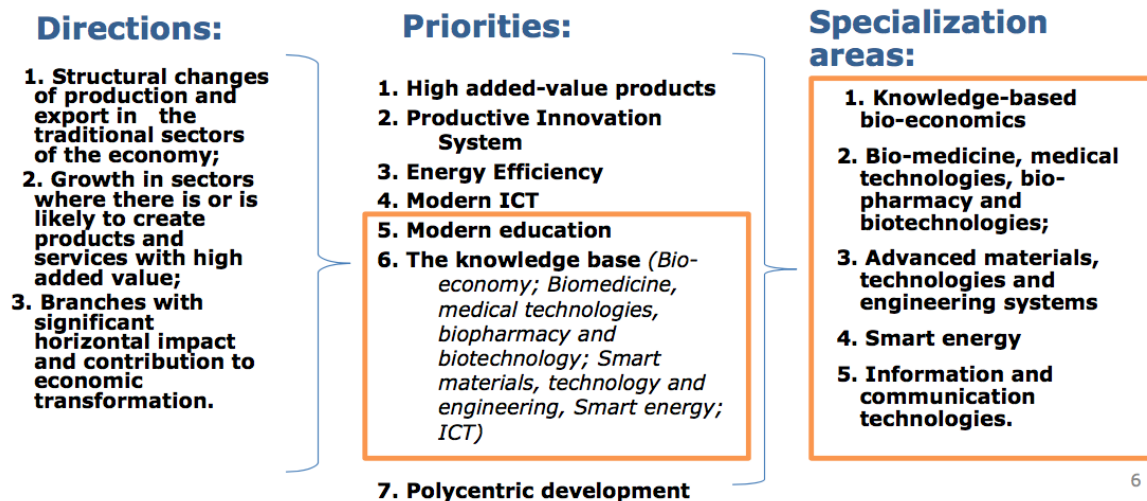 Directions:
1. Structural changes
of production and
export in the
traditional sectors
of the economy;
2. Growth in sectors
where there is or is
likely to create
products and
services with high
added value;
3. Branches with
significant
horizontal impact
and contribution to
economic
transformation.
Priorities:
1. High added-value products
2. Productive Innovation
System
3. Energy Efficiency
4. Modern ICT
5. Modern education
6. The knowledge base (Bio-
economy; Biomedicine,
medical technologies,
biopharmacy and
biotechnology; Smart
materials, technology and
engineering, Smart energy;
ICT)
7. Polycentric development
Specialization
areas:
1. Knowledge-based
bio-economics
2. Bio-medicine, medical
technologies, bio-
pharmacy and
biotechnologies;
3. Advanced materials,
technologies and
engineering systems
4. Smart energy
5. Information and
communication
technologies.
6